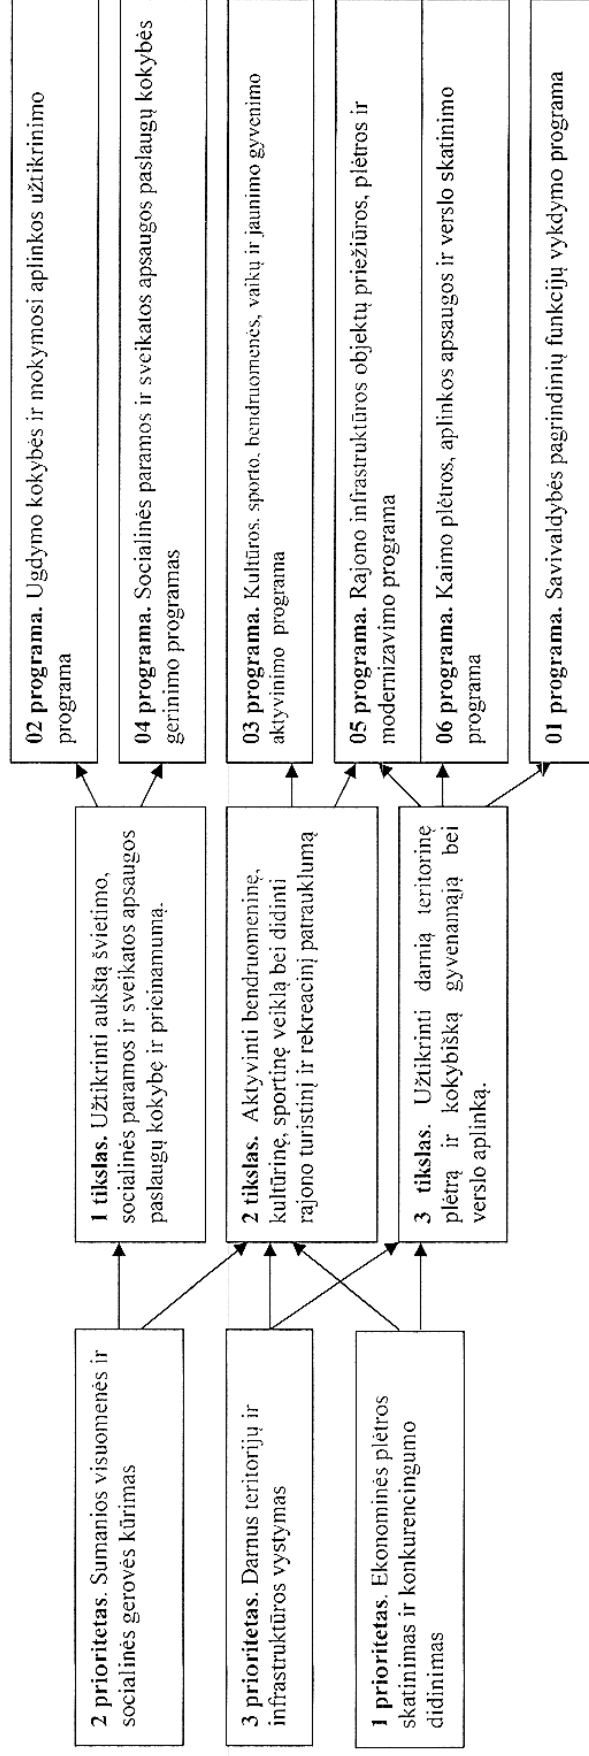 2 prioritetas. Sumanios visuomenės ir
socialinės gerovės kūrimas
3 prioritetas. Darnus teritorijų ir
infrastruktūros vystymas
1 prioritetas. Ekonominės plėtros
skatinimas ir konkurencingumo
didinimas
1 tikslas. Užtikrinti aukštą švietimo,
socialinės paramos ir sveikatos apsaugos
paslaugų kokybę ir prieinamumą.
2 tikslas. Aktyvinti bendruomeninę,
kultūrinę, sportinę veiklą bei didinti
rajono turistinį ir rekreacinį patrauklumą
3 tikslas. Užtikrinti darnią teritorinę
plėtrą ir kokybišką gyvenamąją bei
verslo aplinką.
02 programa. Ugdymo kokybės ir mokymosi aplinkos užtikrinimo
programa
04 programa. Socialinės paramos ir sveikatos apsaugos paslaugų kokybės
gerinimo programas
03 programa. Kultūros, sporto, bendruomenės, vaikų ir jaunimo gyvenimo
aktyvinimo programa
05 programa. Rajono infrastruktūros objektų priežiūros, plėtros ir
modernizavimo programa
06 programa. Kaimo plėtros, aplinkos apsaugos ir verslo skatinimo
programa
01 programa. Savivaldybės pagrindinių funkcijų vykdymo programa